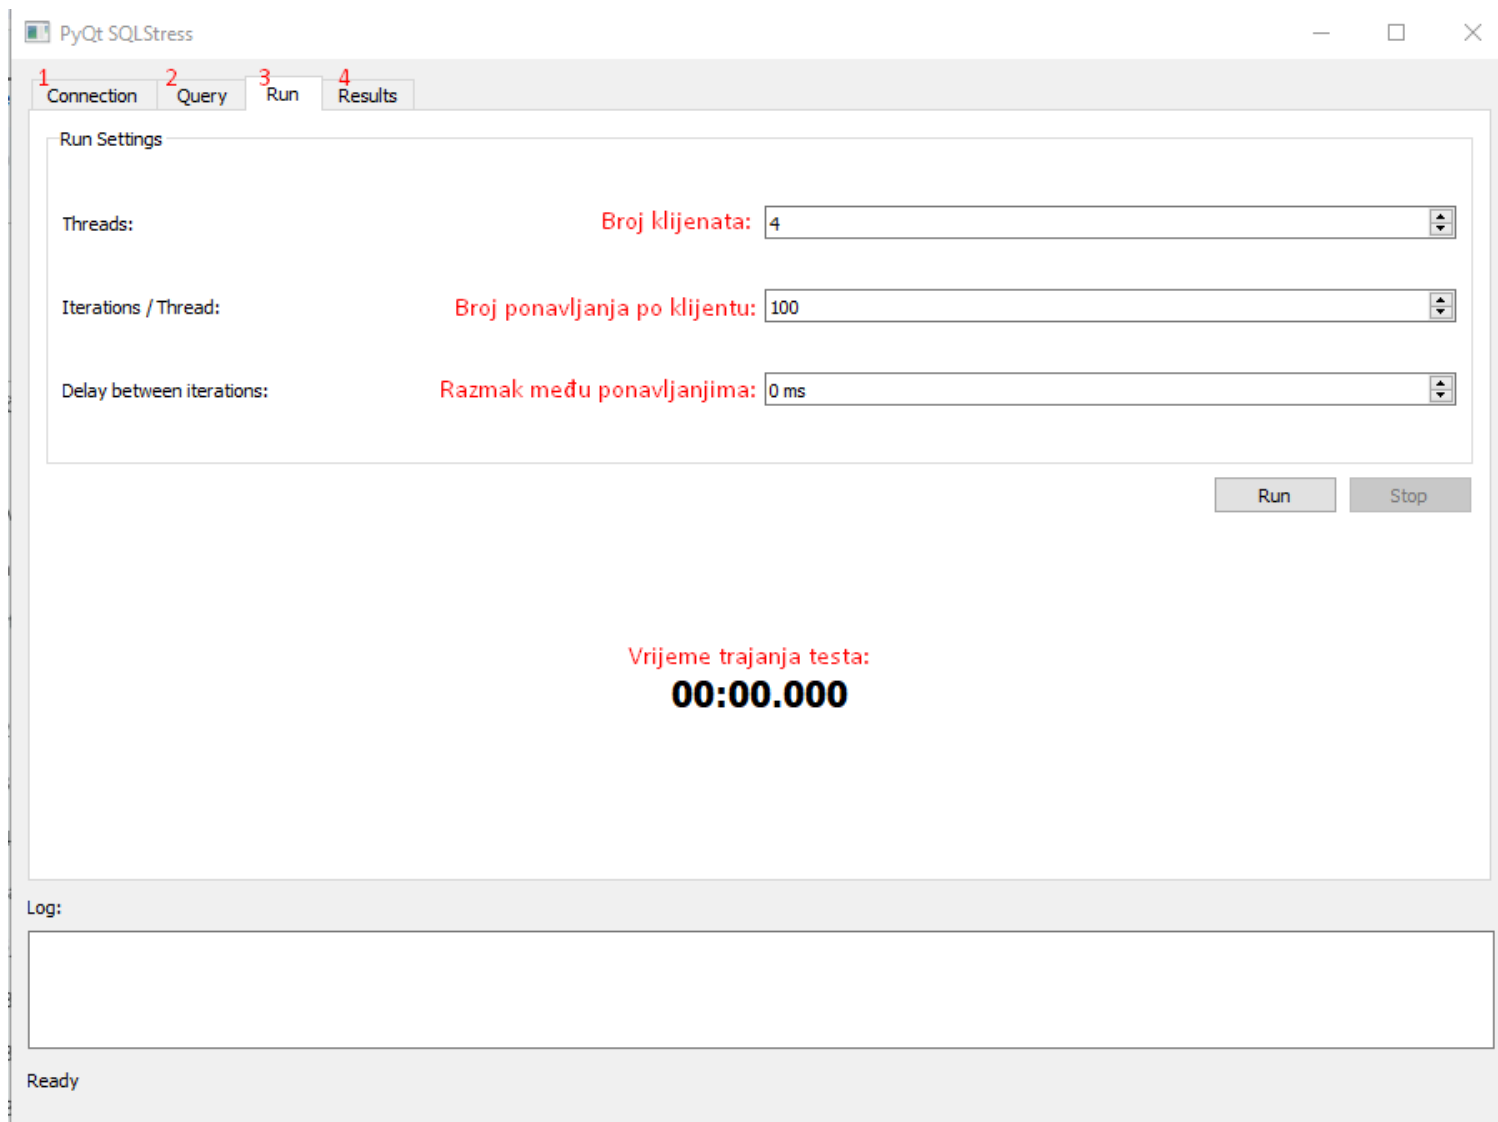 PyQt SQLStress
1 2 3 4
Connection Query Run Results
Run Settings
Threads: Broj klijenata: 4
Iterations / Thread: Broj ponavljanja po klijentu: 100
Delay between iterations: Razmak među ponavljanjima: 0 ms
Run Stop
Vrijeme trajanja testa:
00:00.000
Log:
Ready